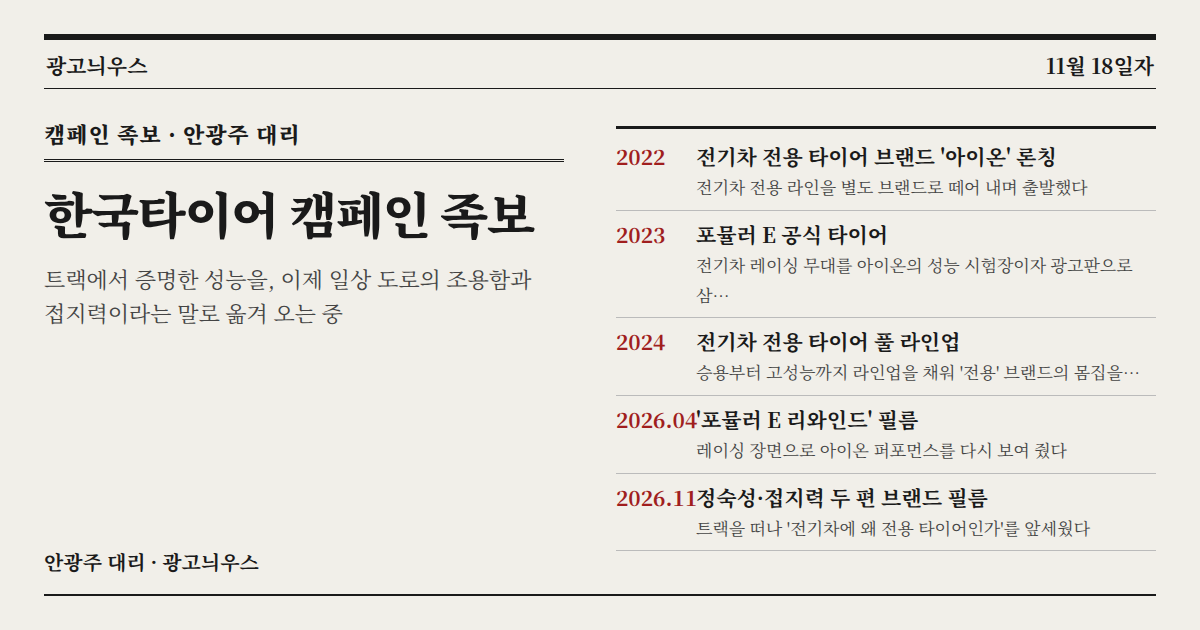 광고늬우스
11월 18일자
캠페인 족보 · 안광주 대리
한국타이어 캠페인 족보
트랙에서 증명한 성능을, 이제 일상 도로의 조용함과
접지력이라는 말로 옮겨 오는 중
안광주 대리 · 광고늬우스
2022 전기차 전용 타이어 브랜드 '아이온' 론칭
전기차 전용 라인을 별도 브랜드로 떼어 내며 출발했다
2023 포뮬러 E 공식 타이어
전기차 레이싱 무대를 아이온의 성능 시험장이자 광고판으로
삼…
2024 전기차 전용 타이어 풀 라인업
승용부터 고성능까지 라인업을 채워 '전용' 브랜드의 몸집을…
2026.04 '포뮬러 E 리와인드' 필름
레이싱 장면으로 아이온 퍼포먼스를 다시 보여 줬다
2026.11 정숙성·접지력 두 편 브랜드 필름
트랙을 떠나 '전기차에 왜 전용 타이어인가'를 앞세웠다